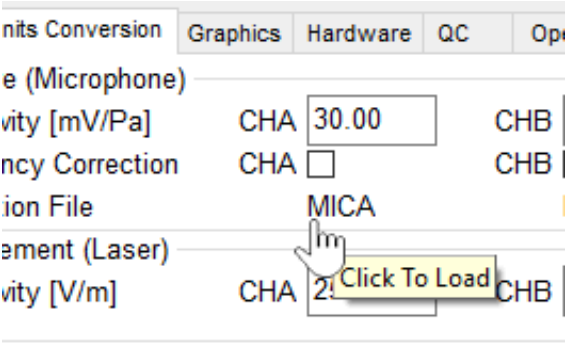 nits Conversion Graphics Hardware QC Ope
e (Microphone)
vity [mV/Pa] CHA 30.00 CHB
ncy Correction CHA CHB
tion File MICA
ement (Laser)
Click To Load
vity [V/m] CHA 2 CHB